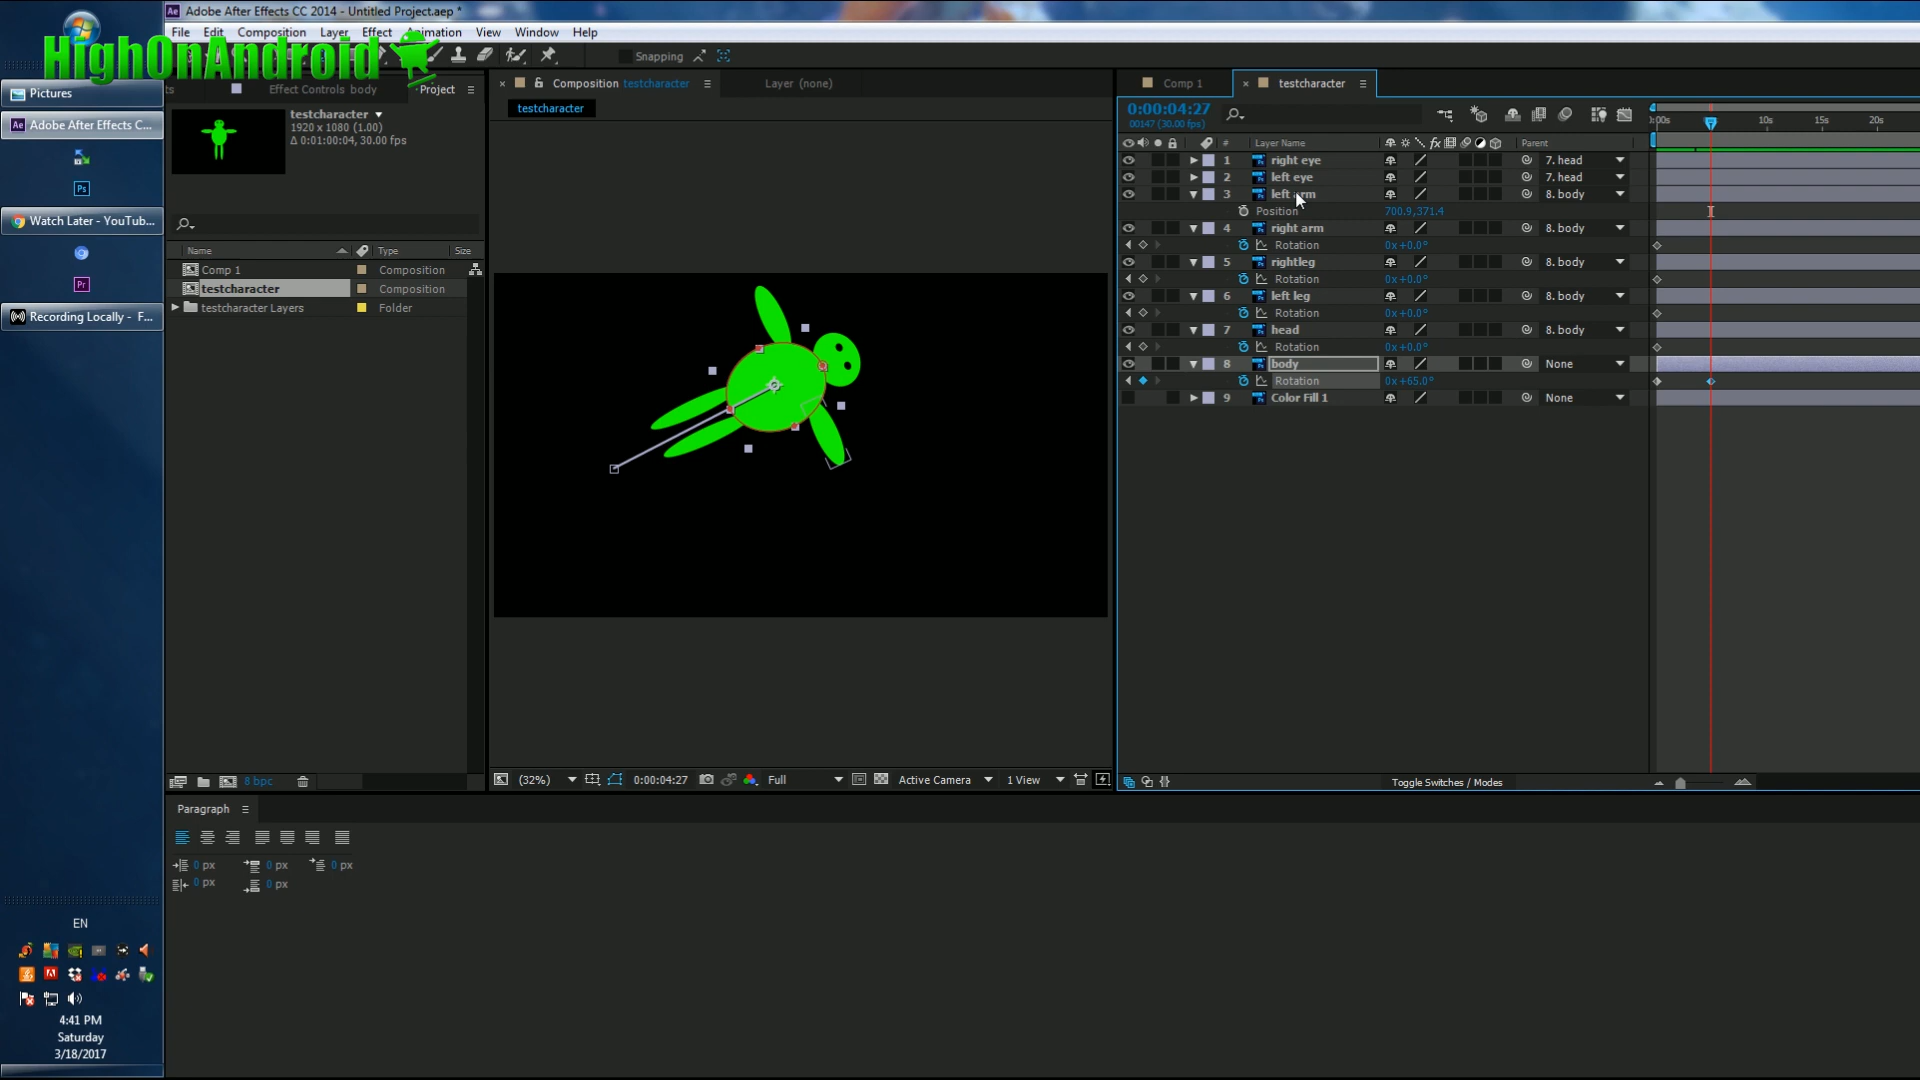 Adobe After Effects CC 2014 - Untitled Project.aep *
File Edit Composition Layer Effect Animation View Window Help
HighOnAndroid
Snapping
Pictures
Adobe After Effects C...
Watch Later - YouTub...
Recording Locally - F...
Effect Controls body
Project
testcharacter
1920 x 1080 (1.00)
Δ 0:01:00:04, 30.00 fps
Name Type Size
Comp 1 Composition
testcharacter Composition
testcharacter Layers Folder
8 bpc
Composition testcharacter
Layer (none)
testcharacter
(32%) 0:00:04:27 Full Active Camera 1 View
Comp 1 testcharacter
0:00:04:27
00147 (30.00 fps)
10s 15s 20s
# Layer Name Parent
1 right eye 7. head
2 left eye 7. head
3 left arm 8. body
Position 700.9,371.4
4 right arm 8. body
Rotation 0x+0.0°
5 rightleg 8. body
Rotation 0x+0.0°
6 left leg 8. body
Rotation 0x+0.0°
7 head 8. body
Rotation 0x+0.0°
8 body None
Rotation 0x+65.0°
9 Color Fill 1 None
Toggle Switches / Modes
Paragraph
0 px 0 px 0 px
0 px 0 px
EN
4:41 PM
Saturday
3/18/2017